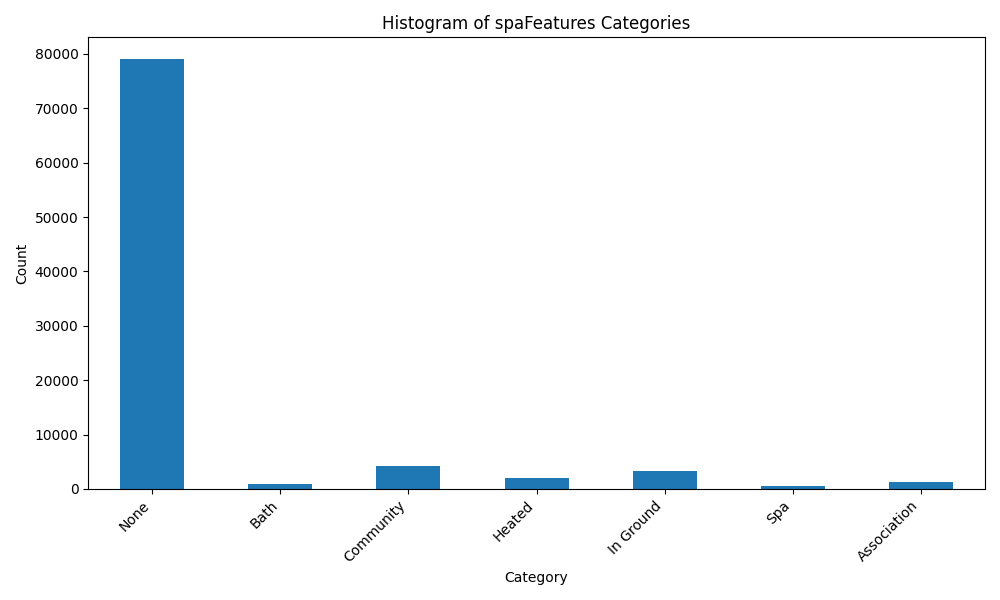 Histogram of spaFeatures Categories
80000
70000
60000
50000
40000
30000
20000
10000
0
Count
None
Bath
Community
Heated
In Ground
Spa
Association
Category